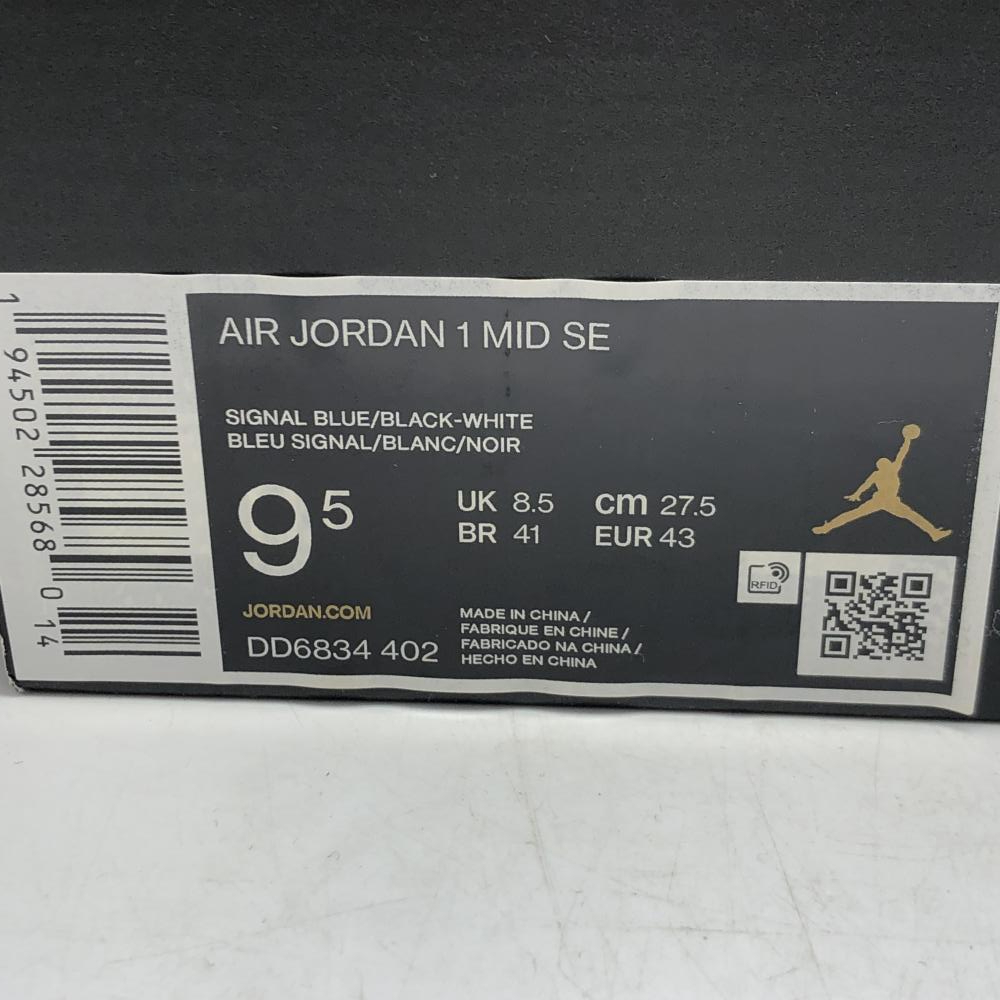 AIR JORDAN 1 MID SE
SIGNAL BLUE/BLACK-WHITE
BLEU SIGNAL/BLANC/NOIR
9 5
UK 8.5 cm 27.5
BR 41 EUR 43
RFID
JORDAN.COM
DD6834 402
MADE IN CHINA /
FABRIQUE EN CHINE /
FABRICADO NA CHINA /
HECHO EN CHINA
1 94502 28568 0 14